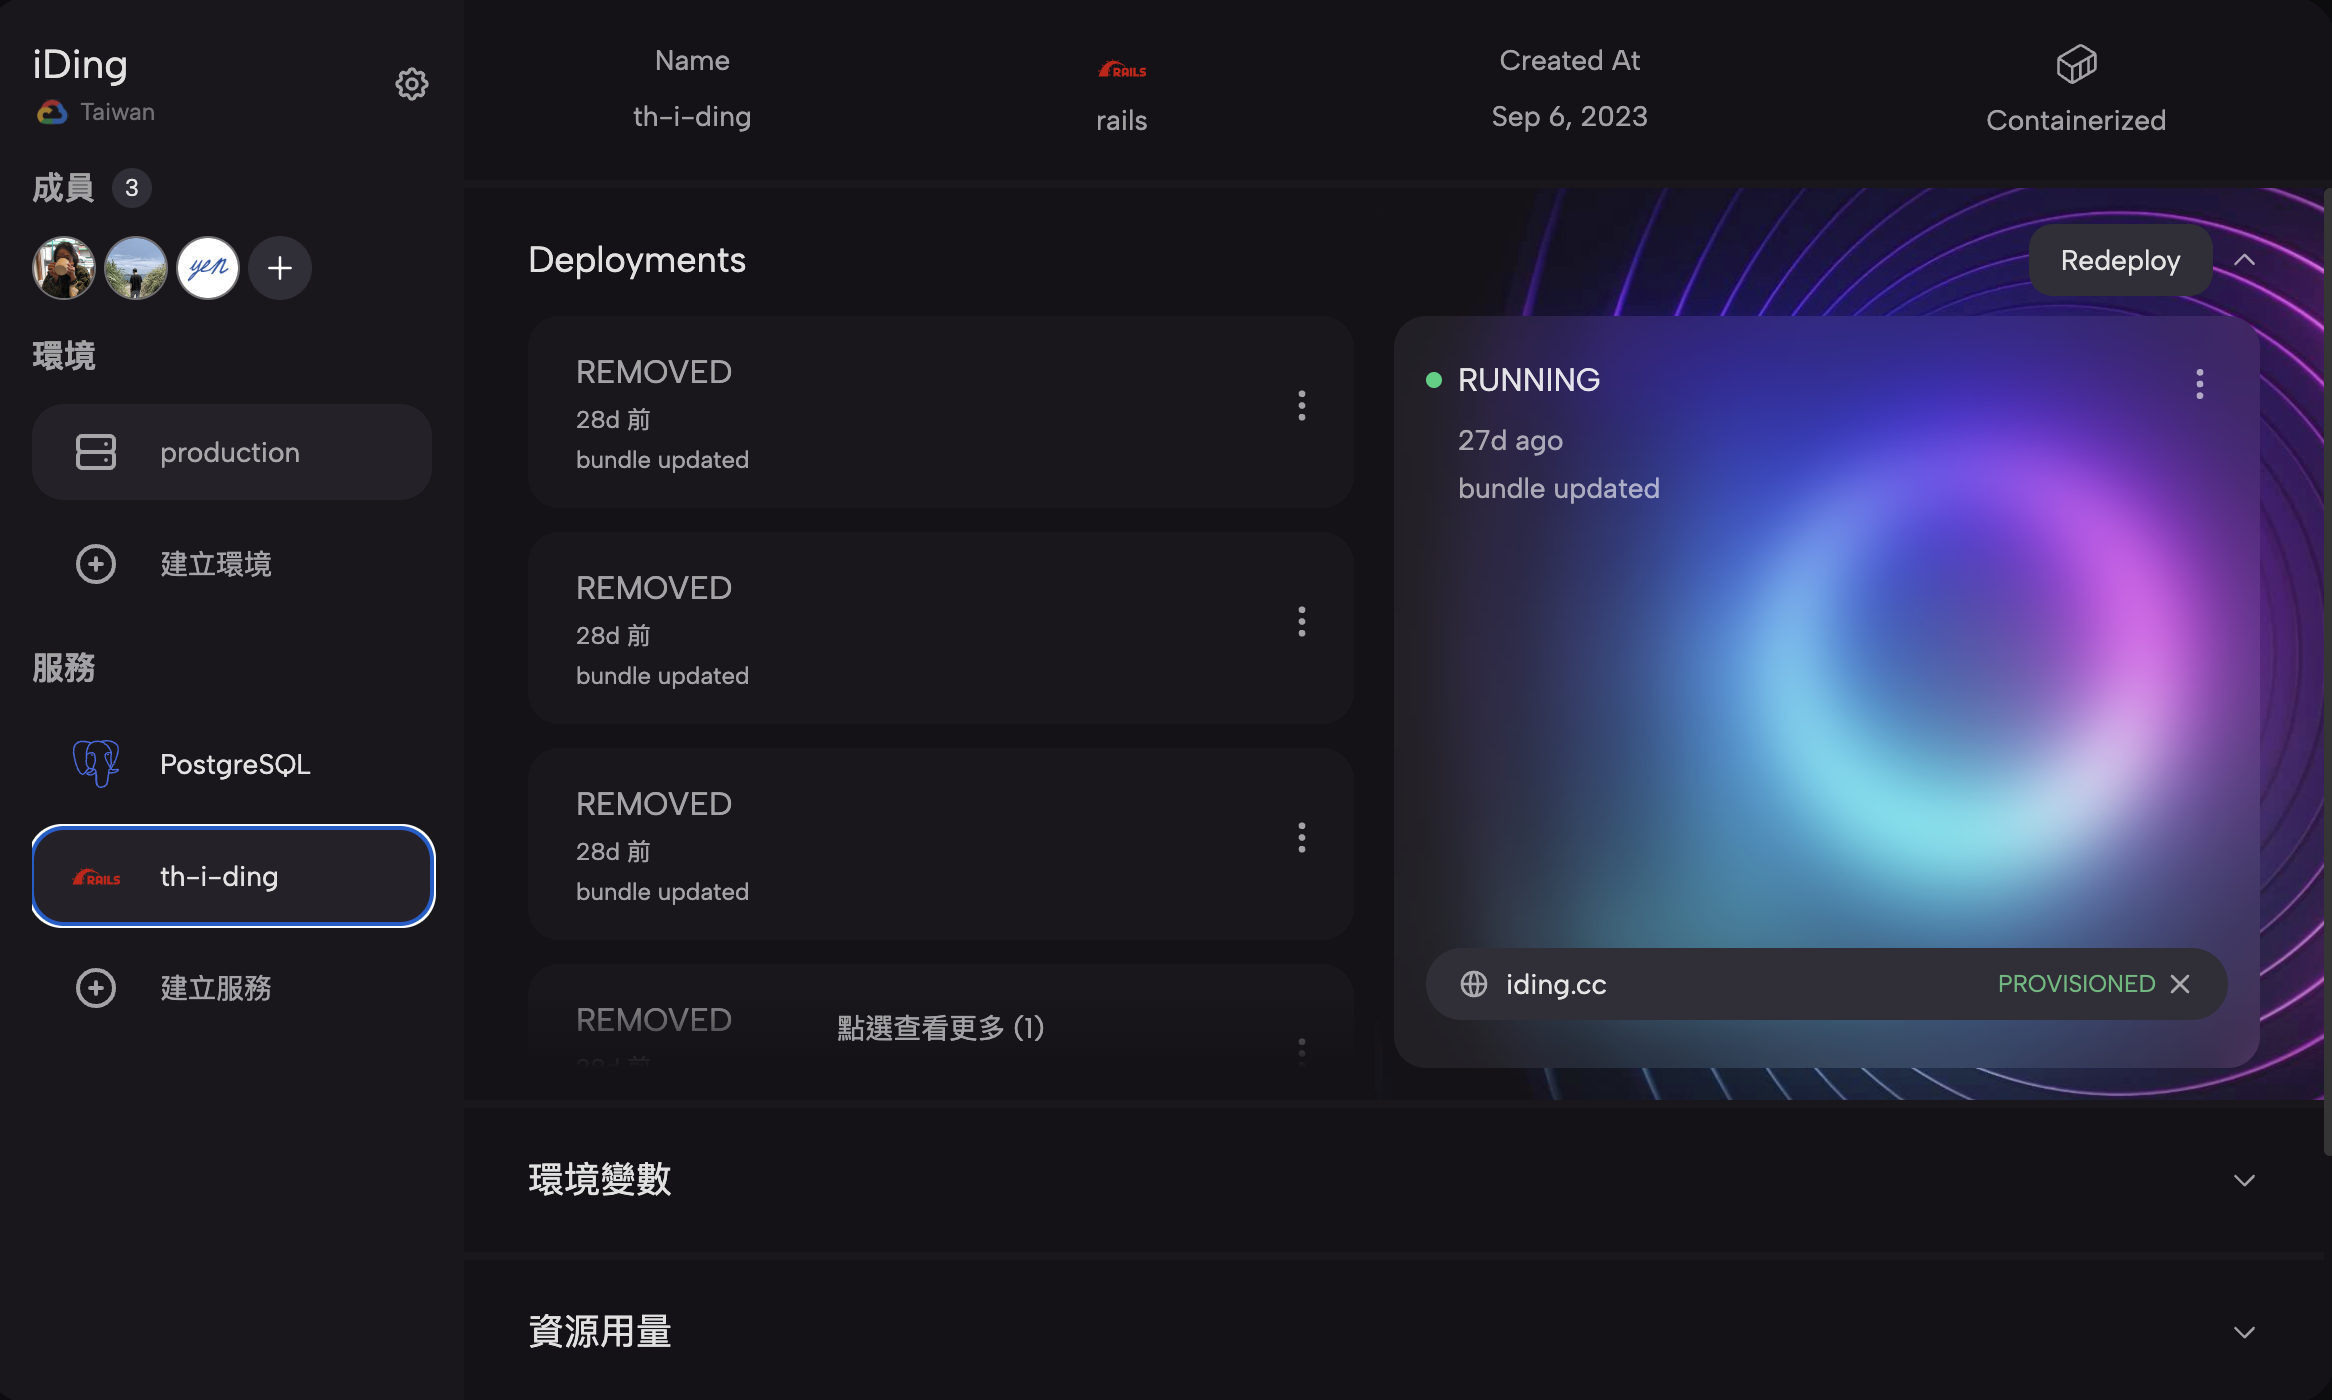 iDing
Taiwan
成員 3
yen
環境
production
建立環境
服務
PostgreSQL
RAILS
th-i-ding
建立服務
Name
th-i-ding
RAILS
rails
Created At
Sep 6, 2023
Containerized
Deployments
Redeploy
REMOVED
28d 前
bundle updated
REMOVED
28d 前
bundle updated
REMOVED
28d 前
bundle updated
REMOVED
28d 前
點選查看更多 (1)
RUNNING
27d ago
bundle updated
iding.cc
PROVISIONED
環境變數
資源用量